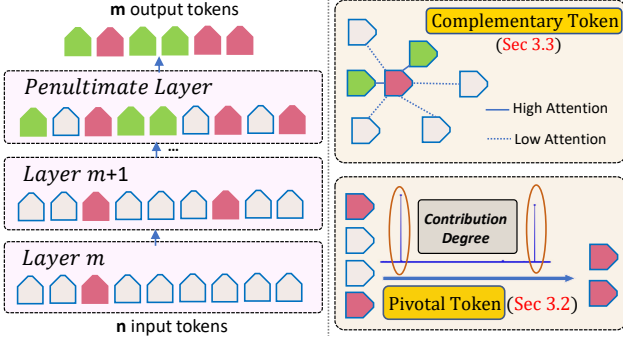 m output tokens
Penultimate Layer
...
Layer m+1
Layer m
n input tokens
Complementary Token
(Sec 3.3)
High Attention
Low Attention
Contribution
Degree
Pivotal Token (Sec 3.2)